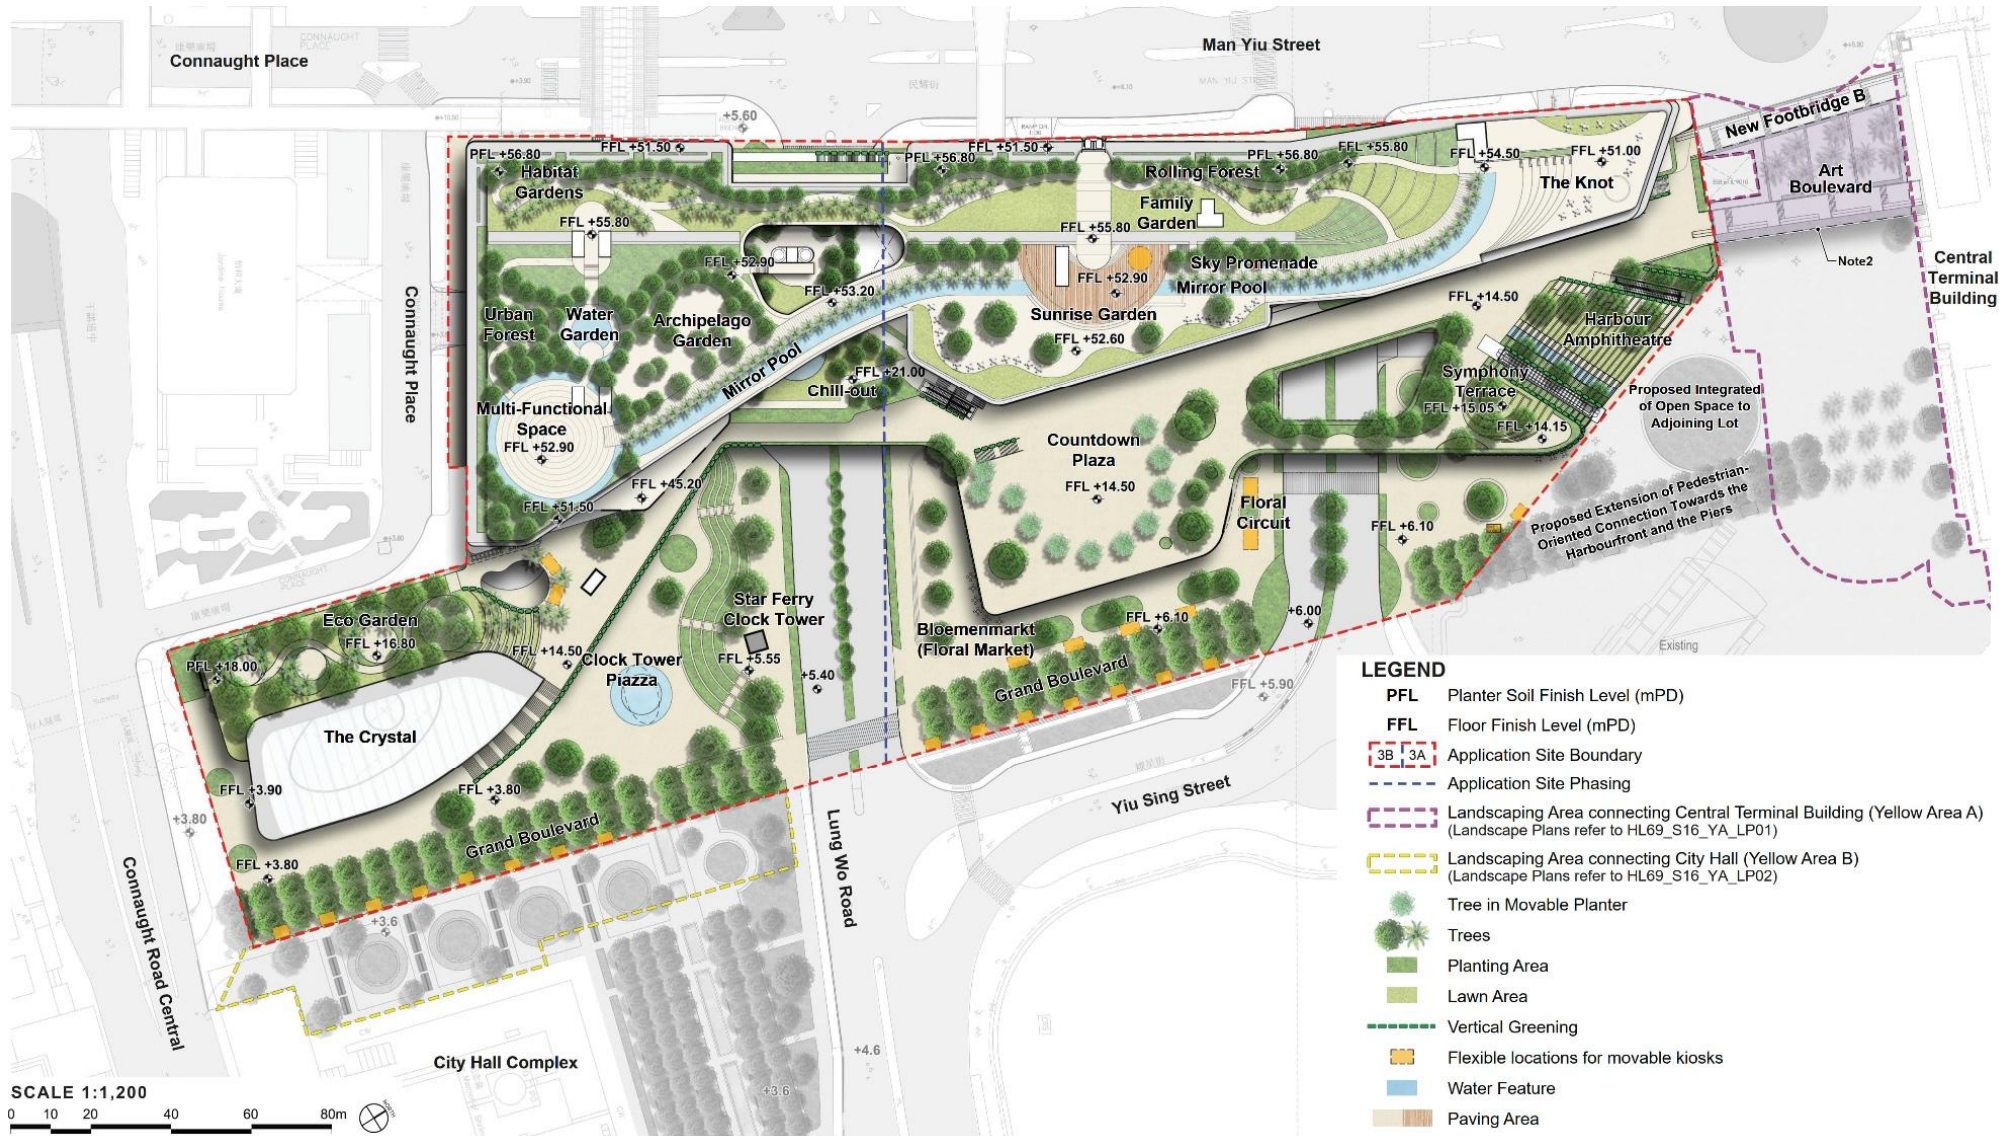 Connaught Place
CONNAUGHT
PLACE
Man Yiu Street
MAN YIU ST
民耀街
+5.60
New Footbridge B
Art
Boulevard
Note2
Central
Terminal
Building
PFL +56.80
FFL +51.50
PFL +56.80
FFL +51.50
PFL +56.80
FFL +55.80
FFL +54.50
FFL +51.00
Habitat
Gardens
Rolling Forest
The Knot
Family
Garden
FFL +55.80
FFL +55.80
FFL +52.90
FFL +53.20
FFL +52.90
Sky Promenade
Mirror Pool
Sunrise Garden
FFL +52.60
FFL +14.50
Urban
Forest
Water
Garden
Archipelago
Garden
Mirror Pool
Chill-out
FFL +21.00
Harbour
Amphitheatre
Symphony
Terrace
FFL +15.05
FFL +14.15
Connaught Place
Multi-Functional
Space
FFL +52.90
FFL +51.50
FFL +45.20
Countdown
Plaza
FFL +14.50
Floral
Circuit
FFL +6.10
Proposed Integrated
of Open Space to
Adjoining Lot
Proposed Extension of Pedestrian-
Oriented Connection Towards the
Harbourfront and the Piers
CONNAUGHT
PLACE
Eco Garden
FFL +16.80
PFL +18.00
FFL +14.50
Star Ferry
Clock Tower
FFL +5.55
Clock Tower
Piazza
+5.40
Bloemenmarkt
(Floral Market)
FFL +6.10
+6.00
Grand Boulevard
FFL +5.90
Existing
The Crystal
FFL +3.90
FFL +3.80
+3.80
FFL +3.80
Grand Boulevard
+3.6
Yiu Sing Street
Lung Wo Road
Connaught Road Central
City Hall Complex
+4.6
+3.6
LEGEND
PFL Planter Soil Finish Level (mPD)
FFL Floor Finish Level (mPD)
3B 3A Application Site Boundary
Application Site Phasing
Landscaping Area connecting Central Terminal Building (Yellow Area A)
(Landscape Plans refer to HL69_S16_YA_LP01)
Landscaping Area connecting City Hall (Yellow Area B)
(Landscape Plans refer to HL69_S16_YA_LP02)
Tree in Movable Planter
Trees
Planting Area
Lawn Area
Vertical Greening
Flexible locations for movable kiosks
Water Feature
Paving Area
SCALE 1:1,200
0 10 20 40 60 80m
NORTH